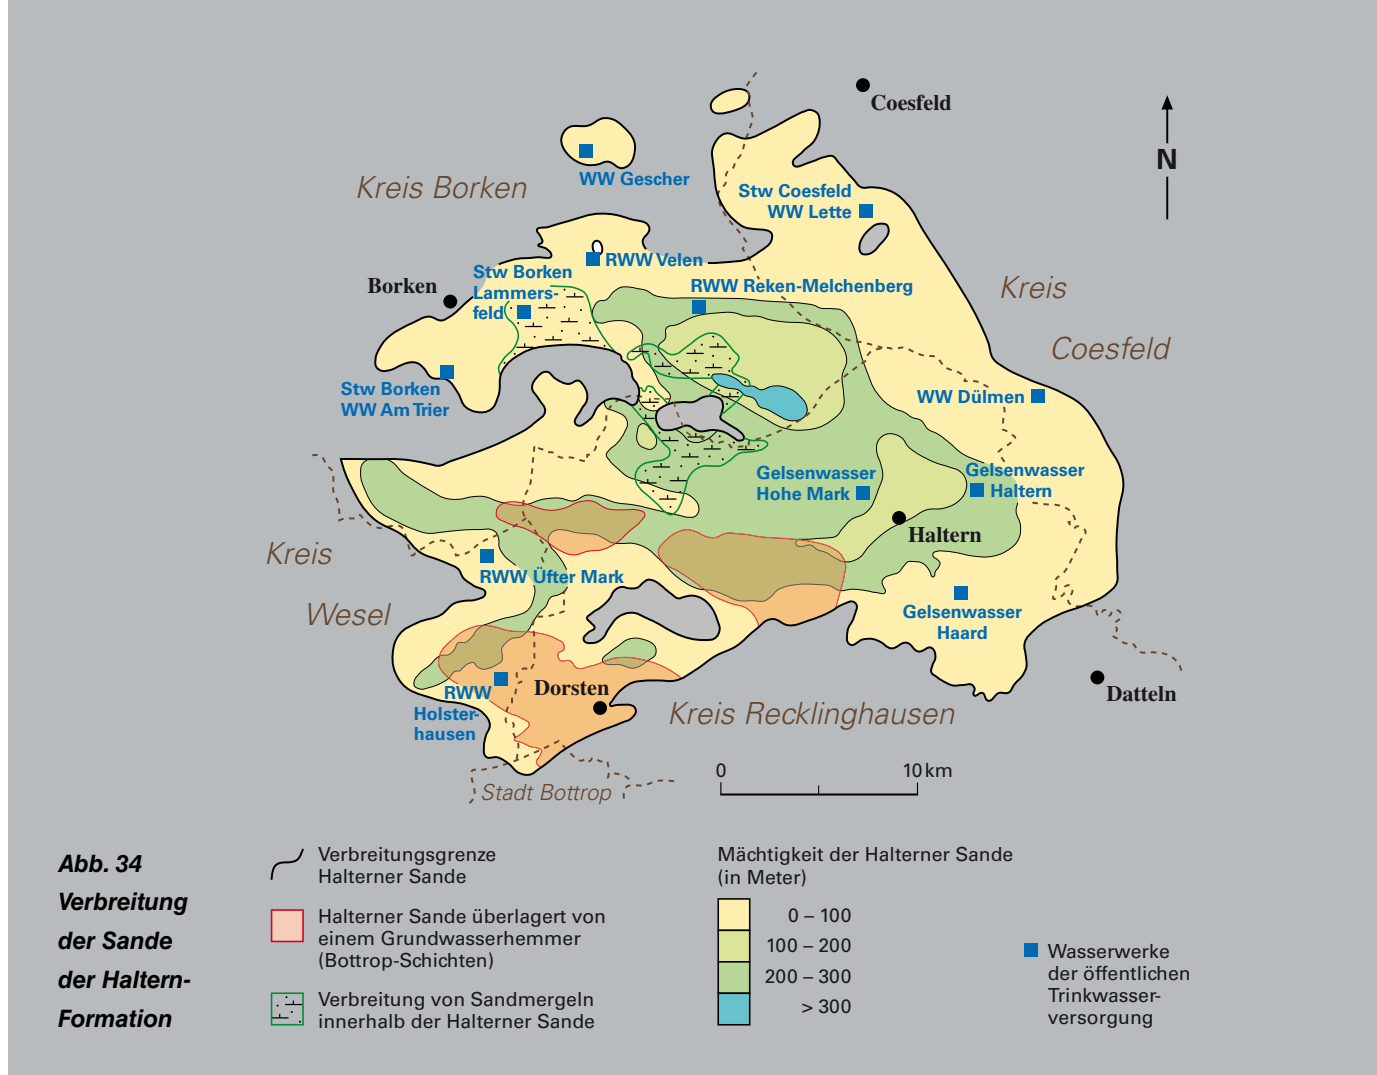 Coesfeld
N
WW Gescher
Kreis Borken
Stw Coesfeld
WW Lette
RWW Velen
Stw Borken
Lammers-
feld
Borken
RWW Reken-Melchenberg
Kreis
Coesfeld
Stw Borken
WW Am Trier
WW Dülmen
Gelsenwasser
Hohe Mark
Gelsenwasser
Haltern
Haltern
Kreis
Wesel
RWW Üfter Mark
Gelsenwasser
Haard
RWW
Holster-
hausen
Dorsten
Datteln
Kreis Recklinghausen
Stadt Bottrop
0
10 km
Abb. 34
Verbreitung
der Sande
der Haltern-
Formation
Verbreitungsgrenze
Halterner Sande
Halterner Sande überlagert von
einem Grundwasserhemmer
(Bottrop-Schichten)
Verbreitung von Sandmergeln
innerhalb der Halterner Sande
Mächtigkeit der Halterner Sande
(in Meter)
0 – 100
100 – 200
200 – 300
> 300
Wasserwerke
der öffentlichen
Trinkwasser-
versorgung